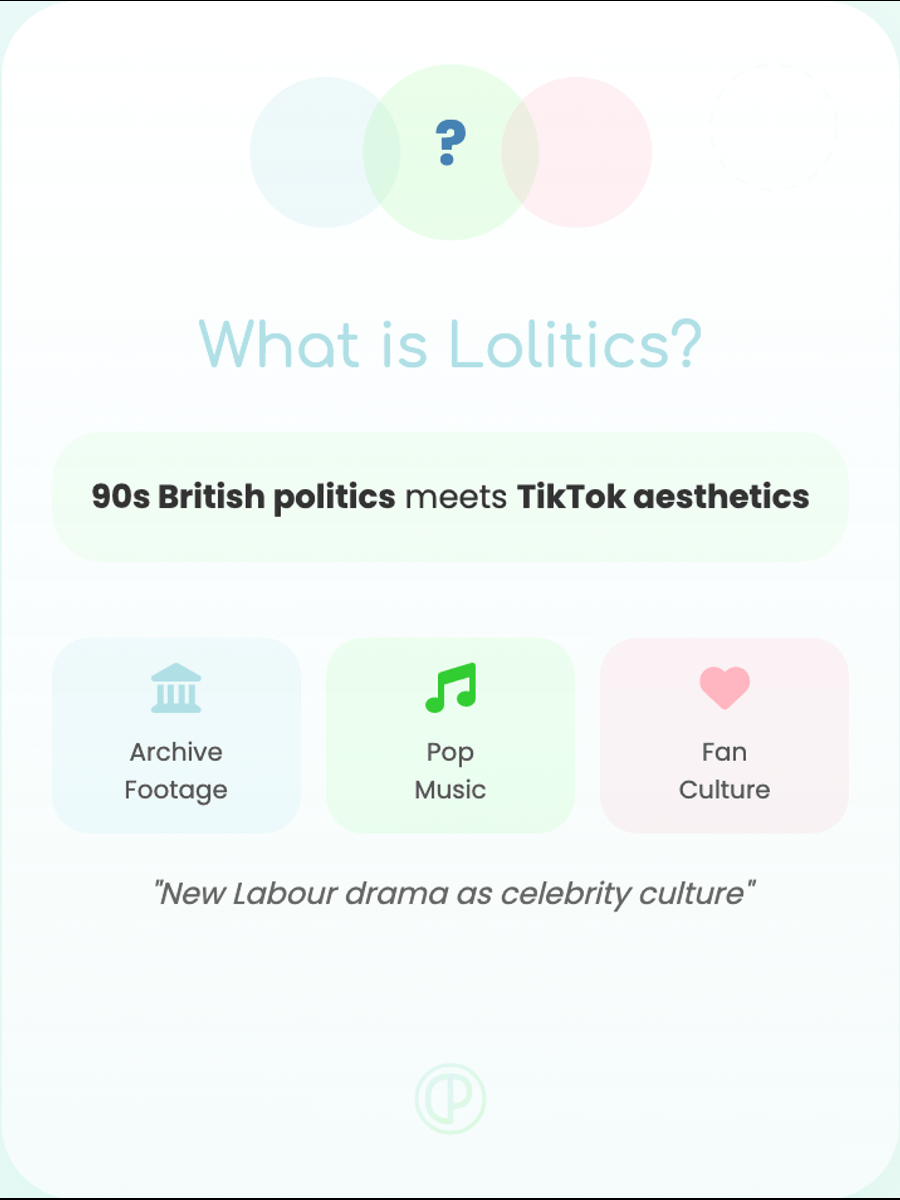 ?
What is Lolitics?
90s British politics meets TikTok aesthetics
Archive
Footage
Pop
Music
Fan
Culture
"New Labour drama as celebrity culture"